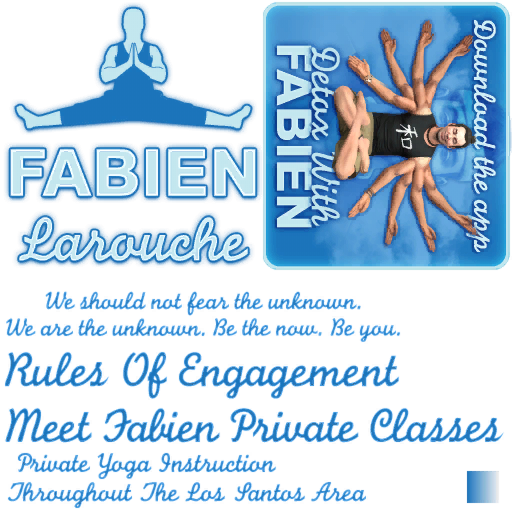 FABIEN
Larouche
Detox With
FABIEN
和
Download the app
We should not fear the unknown.
We are the unknown. Be the now. Be you.
Rules Of Engagement
Meet Fabien Private Classes
Private Yoga Instruction
Throughout The Los Santos Area